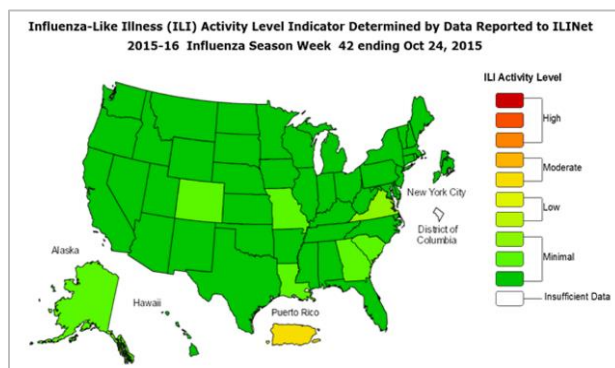 Influenza-Like Illness (ILI) Activity Level Indicator Determined by Data Reported to ILINet
2015-16 Influenza Season Week 42 ending Oct 24, 2015
ILI Activity Level
High
Moderate
Low
Minimal
Insufficient Data
New York City
District of
Columbia
Alaska
Hawaii
Puerto Rico